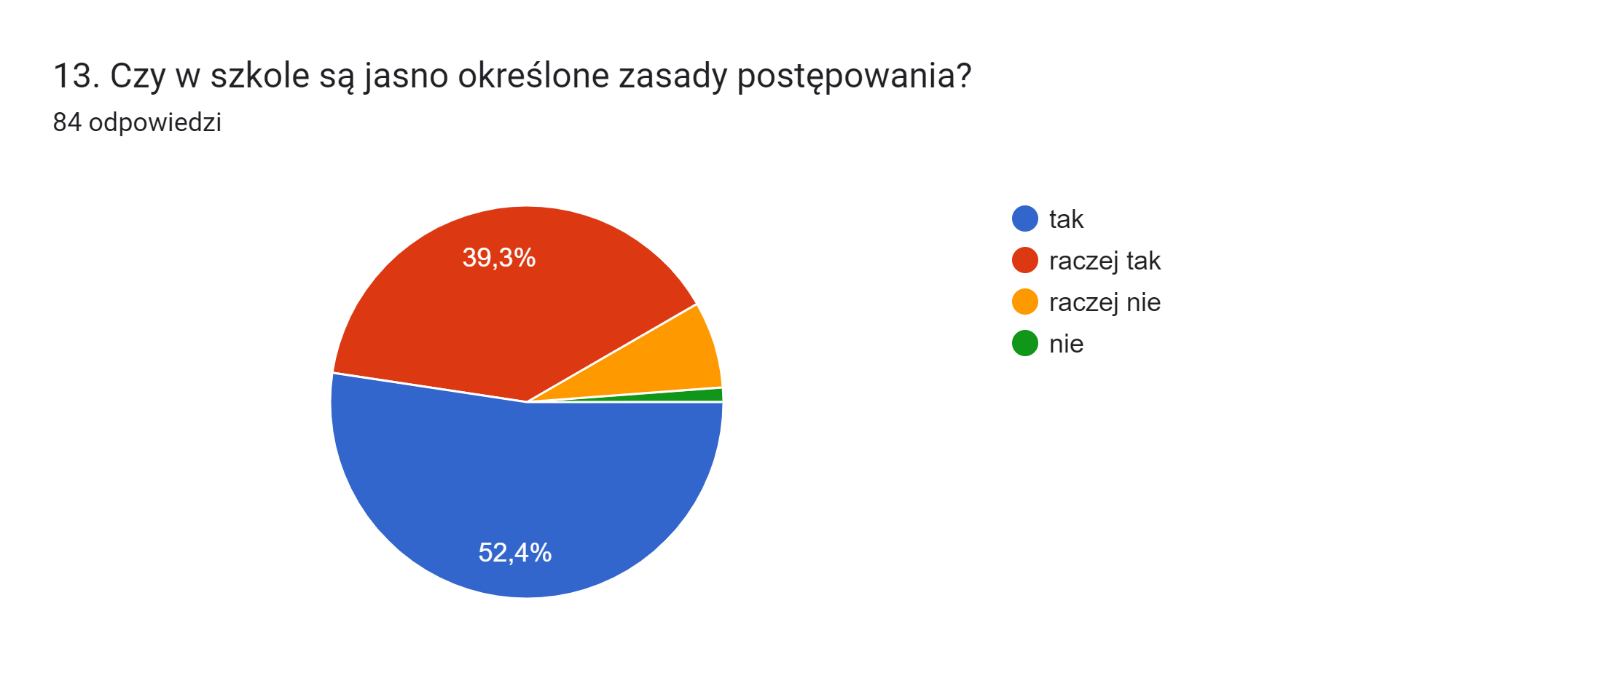 13. Czy w szkole są jasno określone zasady postępowania?
84 odpowiedzi
tak
raczej tak
raczej nie
nie
39,3%
52,4%